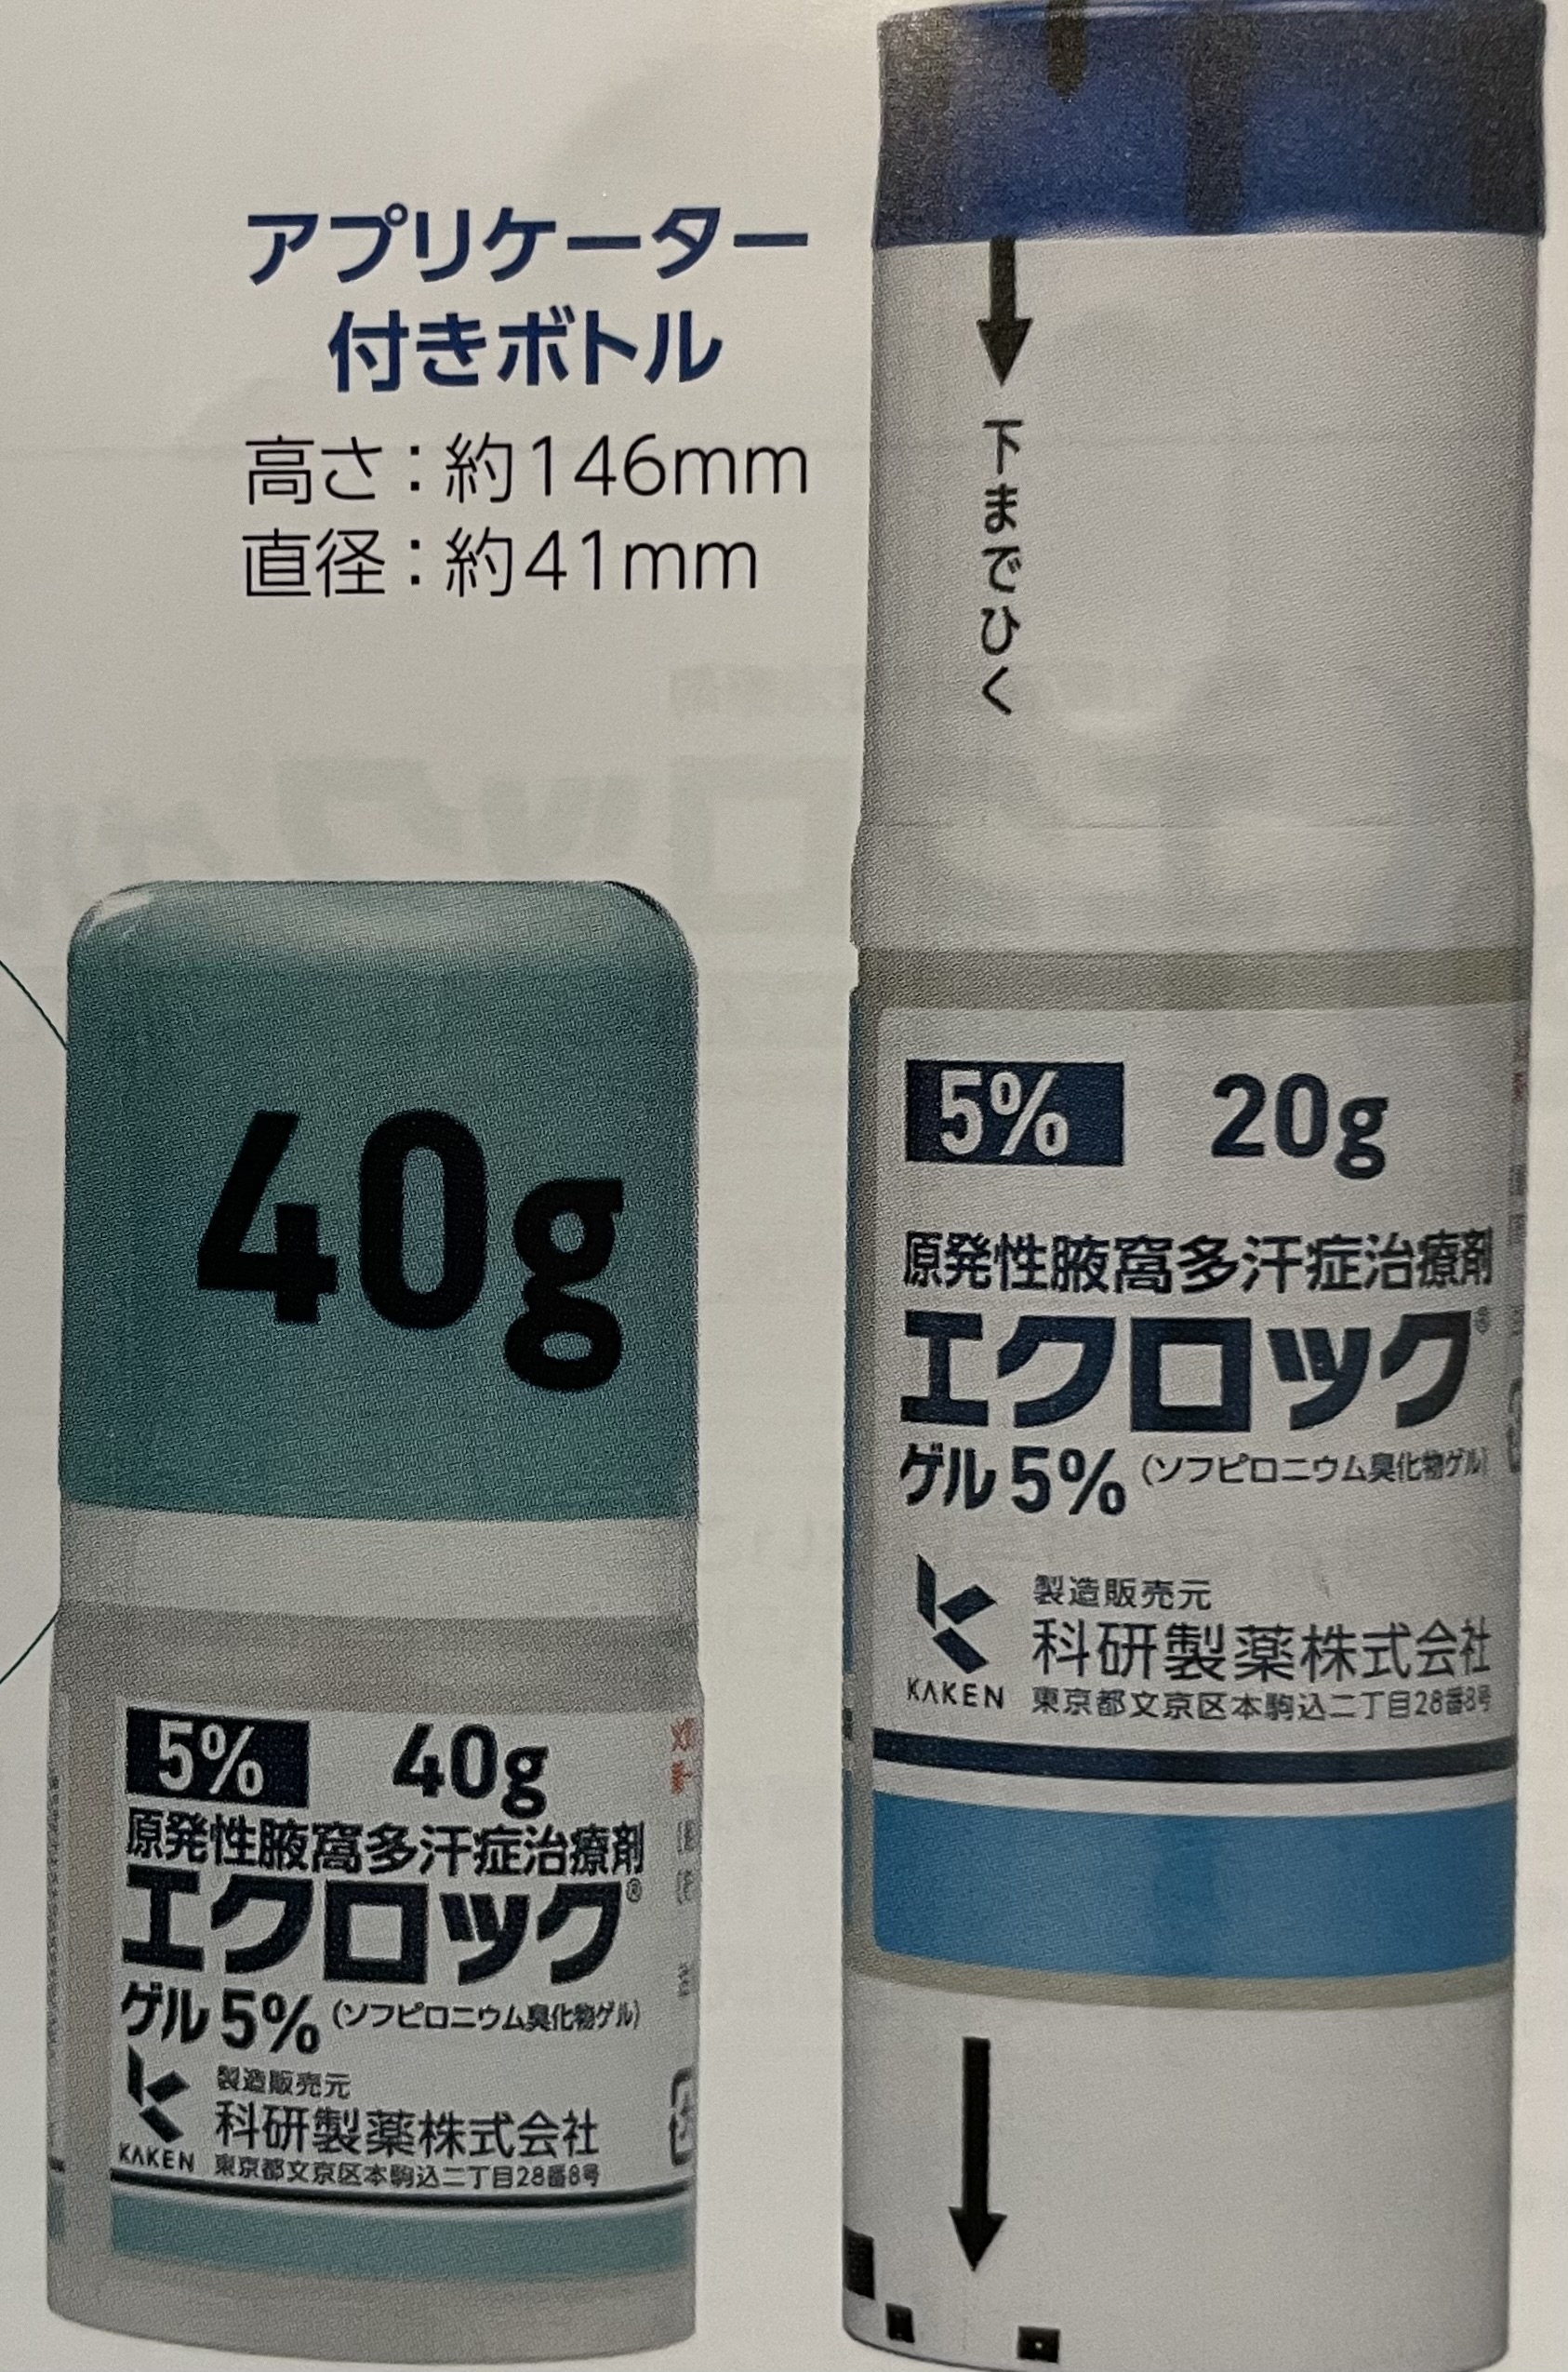 アプリケーター
付きボトル
高さ：約146mm
直径：約41mm
下までひく
40g
5% 40g
原発性腋窩多汗症治療剤
エクロック®
ゲル5%（ソフピロニウム臭化物ゲル）
製造販売元
科研製薬株式会社
KAKEN
東京都文京区本駒込二丁目28番8号
5% 20g
原発性腋窩多汗症治療剤
エクロック®
ゲル5%（ソフピロニウム臭化物ゲル）
製造販売元
科研製薬株式会社
KAKEN
東京都文京区本駒込二丁目28番8号